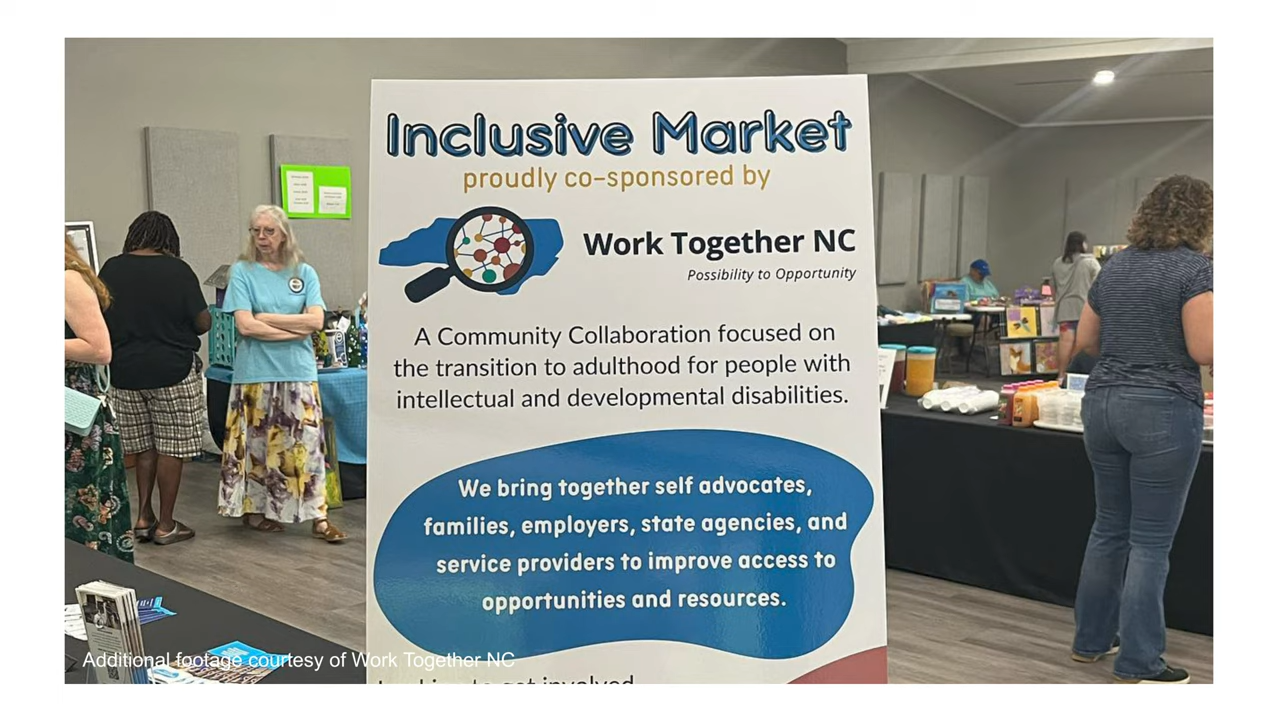 Inclusive Market
proudly co-sponsored by
Work Together NC
Possibility to Opportunity
A Community Collaboration focused on
the transition to adulthood for people with
intellectual and developmental disabilities.
We bring together self advocates,
families, employers, state agencies, and
service providers to improve access to
opportunities and resources.
Additional footage courtesy of Work Together NC